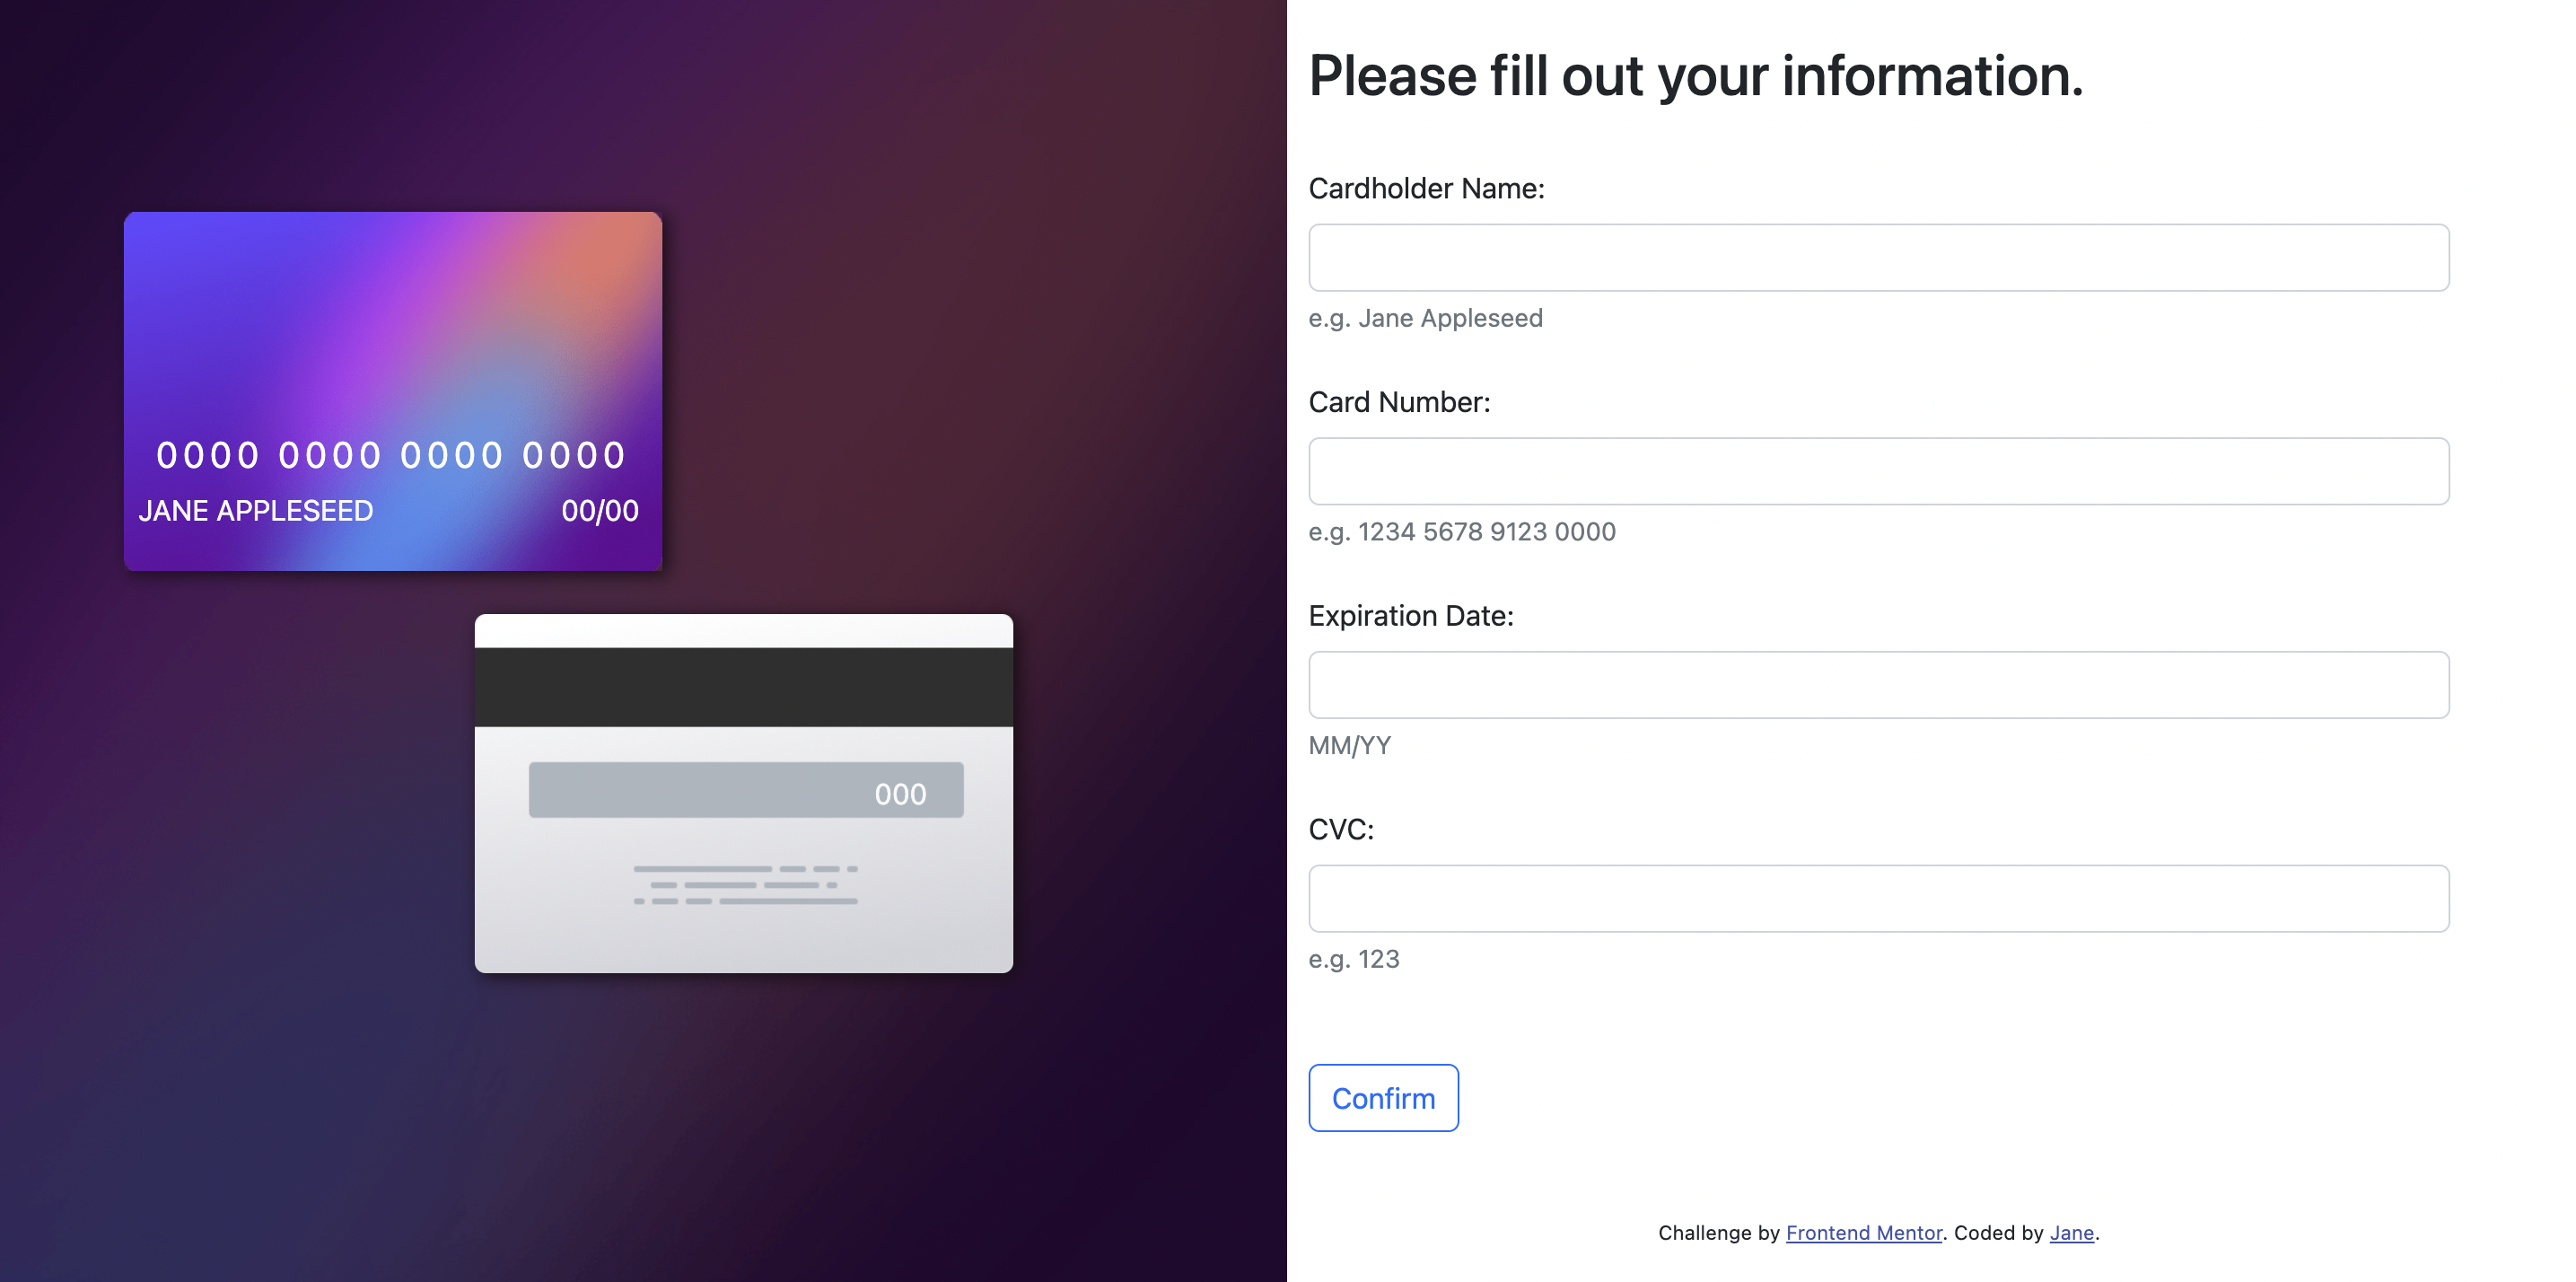 0000 0000 0000 0000
JANE APPLESEED 00/00
000
Please fill out your information.
Cardholder Name:
e.g. Jane Appleseed
Card Number:
e.g. 1234 5678 9123 0000
Expiration Date:
MM/YY
CVC:
e.g. 123
Confirm
Challenge by Frontend Mentor. Coded by Jane.